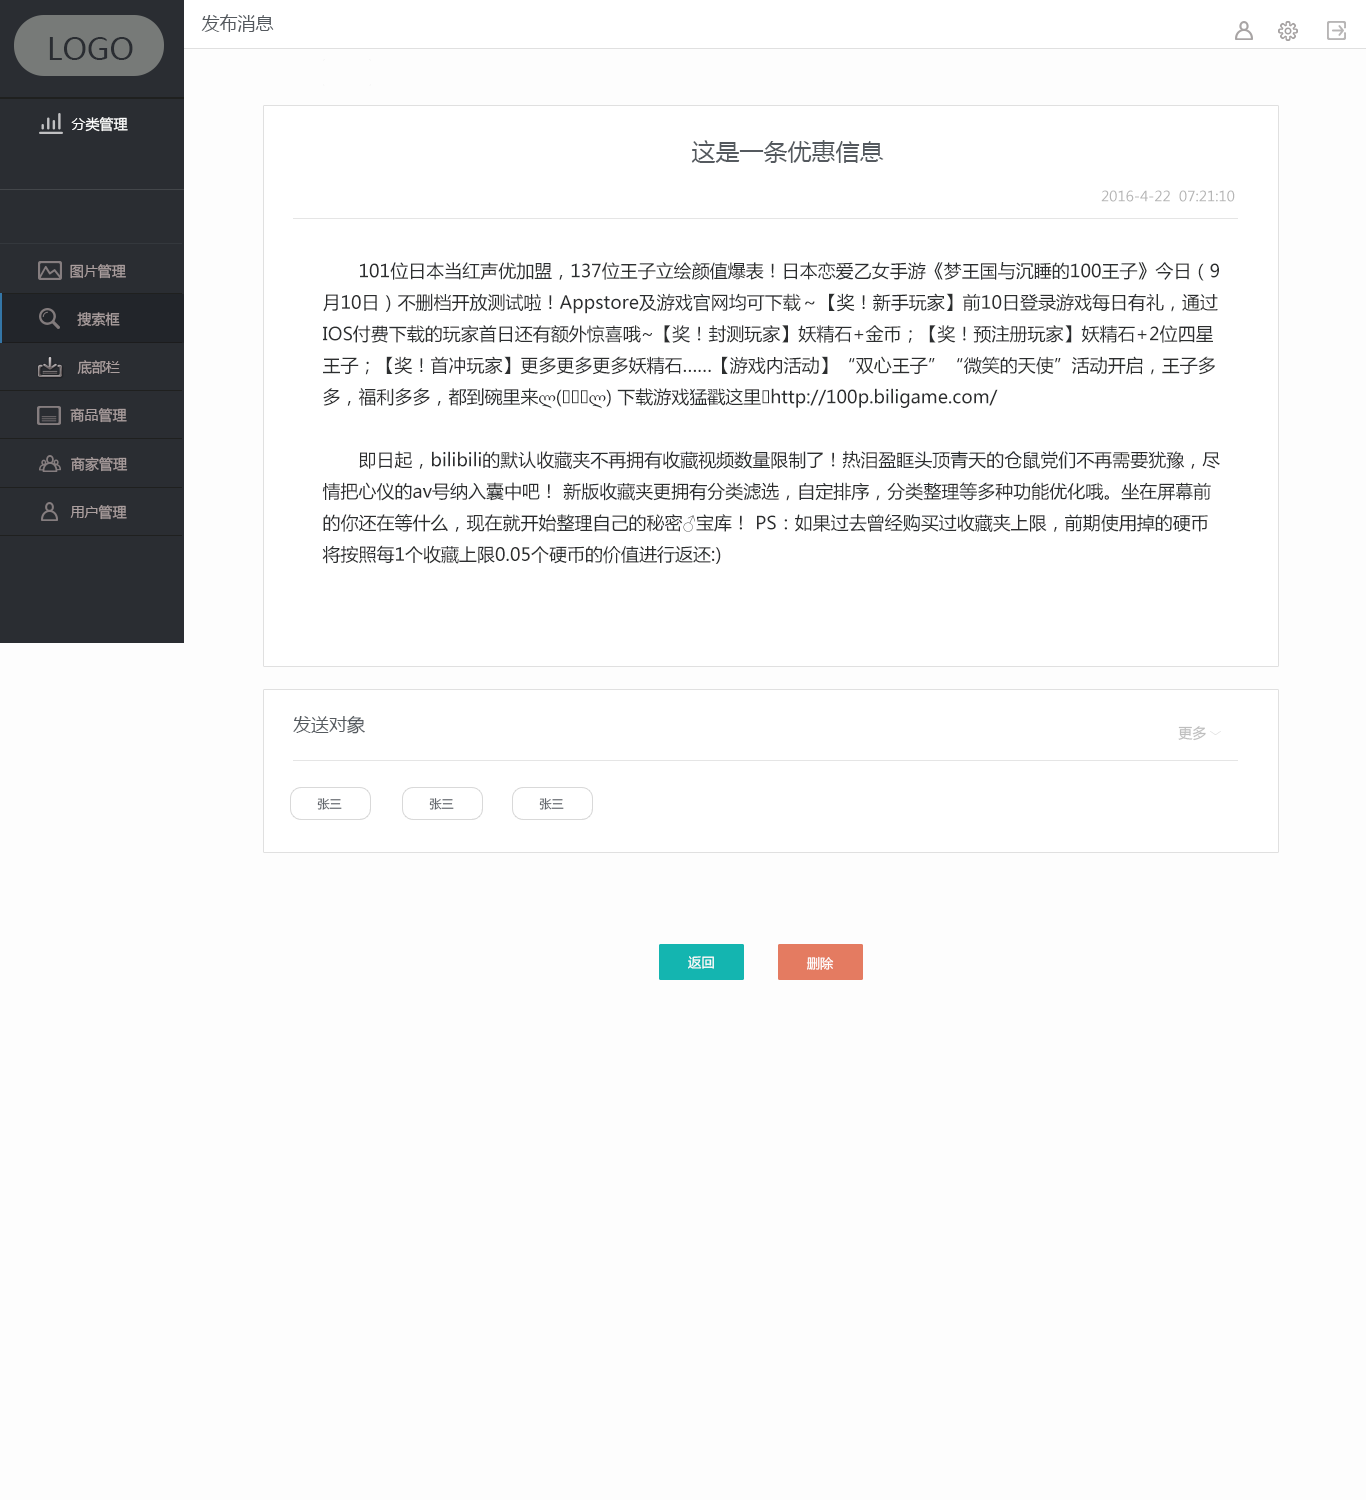 LOGO
发布消息
分类管理
图片管理
搜索框
底部栏
商品管理
商家管理
用户管理
这是一条优惠信息
2016-4-22 07:21:10
101位日本当红声优加盟，137位王子立绘颜值爆表！日本恋爱乙女手游《梦王国与沉睡的100王子》今日（9
月10日）不删档开放测试啦！Appstore及游戏官网均可下载～【奖！新手玩家】前10日登录游戏每日有礼，通过
IOS付费下载的玩家首日还有额外惊喜哦~【奖！封测玩家】妖精石+金币；【奖！预注册玩家】妖精石+2位四星
王子；【奖！首冲玩家】更多更多更多妖精石......【游戏内活动】“双心王子”“微笑的天使”活动开启，王子多
多，福利多多，都到碗里来ლ(▯▯▯ლ) 下载游戏猛戳这里▯http://100p.biligame.com/
即日起，bilibili的默认收藏夹不再拥有收藏视频数量限制了！热泪盈眶头顶青天的仓鼠党们不再需要犹豫，尽
情把心仪的av号纳入囊中吧！ 新版收藏夹更拥有分类滤选，自定排序，分类整理等多种功能优化哦。坐在屏幕前
的你还在等什么，现在就开始整理自己的秘密♂宝库！ PS：如果过去曾经购买过收藏夹上限，前期使用掉的硬币
将按照每1个收藏上限0.05个硬币的价值进行返还:)
发送对象
更多
张三
张三
张三
返回
删除